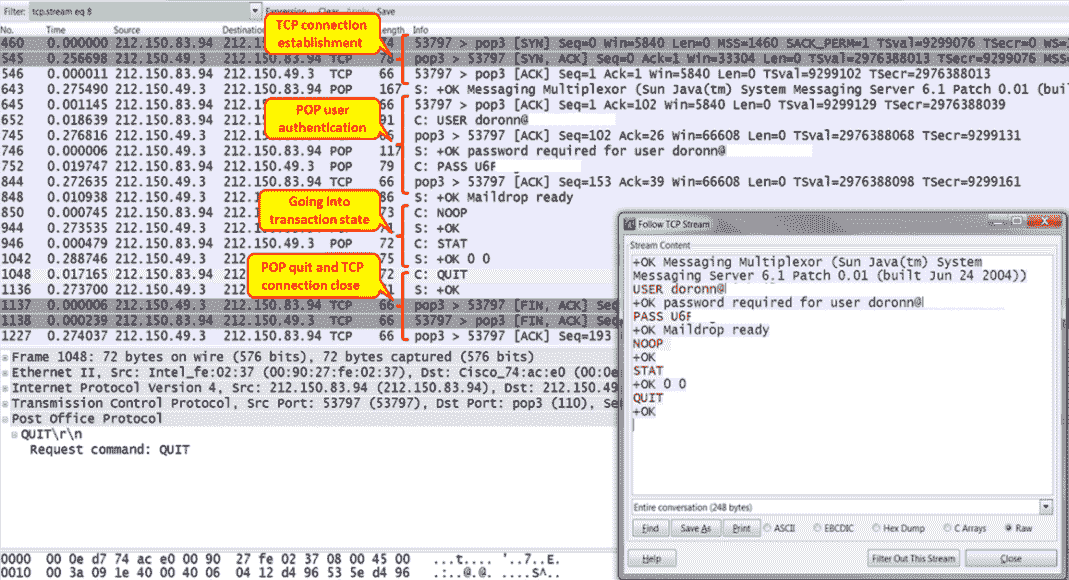 Filter: tcp.stream eq 8 Expression... Clear Apply Save
No. Time Source Destination Length Info
TCP connection
establishment
460 0.000000 212.150.83.94 212.150.49.3 TCP 53797 > pop3 [SYN] Seq=0 Win=5840 Len=0 MSS=1460 SACK_PERM=1 TSval=9299076 TSecr=0 WS=
545 0.256698 212.150.49.3 212.150.83.94 TCP 78 pop3 > 53797 [SYN, ACK] Seq=0 Ack=1 Win=33304 Len=0 TSval=2976388013 TSecr=9299076 MSS=
546 0.000011 212.150.83.94 212.150.49.3 TCP 66 53797 > pop3 [ACK] Seq=1 Ack=1 Win=5840 Len=0 TSval=9299102 TSecr=2976388013
643 0.275490 212.150.49.3 212.150.83.94 POP 167 S: +OK Messaging Multiplexor (Sun Java(tm) System Messaging Server 6.1 Patch 0.01 (bui
POP user
authentication
645 0.001145 212.150.83.94 53797 > pop3 [ACK] Seq=1 Ack=102 Win=5840 Len=0 TSval=9299129 TSecr=2976388039
652 0.018639 212.150.83.94 91 C: USER doronn@
745 0.276816 212.150.49.3 66 pop3 > 53797 [ACK] Seq=102 Ack=26 Win=66608 Len=0 TSval=2976388068 TSecr=9299131
746 0.000006 212.150.49.3 212.150.83.94 POP 117 S: +OK password required for user doronn@
752 0.019747 212.150.83.94 212.150.49.3 POP 79 C: PASS U6F
844 0.272635 212.150.49.3 212.150.83.94 TCP 66 pop3 > 53797 [ACK] Seq=153 Ack=39 Win=66608 Len=0 TSval=2976388098 TSecr=9299161
848 0.010938 212.150.49.3 86 S: +OK Maildrop ready
Going into
transaction state
850 0.000745 212.150.83.94 73 C: NOOP
944 0.273535 212.150.49.3 S: +OK
946 0.000479 212.150.83.94 212.150.49.3 POP 72 C: STAT
1042 0.288746 212.150.49.3 75 S: +OK 0 0
POP quit and TCP
connection close
1048 0.017165 212.150.83.94 72 C: QUIT
1136 0.273700 212.150.49.3 S: +OK
1137 0.000006 212.150.49.3 212.150.83.94 TCP 66 pop3 > 53797 [FIN, ACK] Seq
1138 0.000239 212.150.83.94 212.150.49.3 TCP 66 53797 > pop3 [FIN, ACK] Seq
1227 0.274037 212.150.49.3 212.150.83.94 TCP 66 pop3 > 53797 [ACK] Seq=193
Frame 1048: 72 bytes on wire (576 bits), 72 bytes captured (576 bits)
Ethernet II, Src: Intel_fe:02:37 (00:90:27:fe:02:37), Dst: Cisco_74:ac:e0 (00:0e
Internet Protocol Version 4, Src: 212.150.83.94 (212.150.83.94), Dst: 212.150.49
Transmission Control Protocol, Src Port: 53797 (53797), Dst Port: pop3 (110), Se
Post Office Protocol
QUIT\r\n
Request command: QUIT
0000 00 0e d7 74 ac e0 00 90 27 fe 02 37 08 00 45 00 ...t.... '..7..E.
0010 00 3a 09 1e 40 00 40 06 04 12 d4 96 53 5e d4 96 .:..@.@. ....S^..
Follow TCP Stream
Stream Content
+OK Messaging Multiplexor (Sun Java(tm) System
Messaging Server 6.1 Patch 0.01 (built Jun 24 2004))
USER doronn@
+OK password required for user doronn@
PASS U6F
+OK Maildrop ready
NOOP
+OK
STAT
+OK 0 0
QUIT
+OK
Entire conversation (248 bytes)
Find Save As Print ASCII EBCDIC Hex Dump C Arrays Raw
Help Filter Out This Stream Close